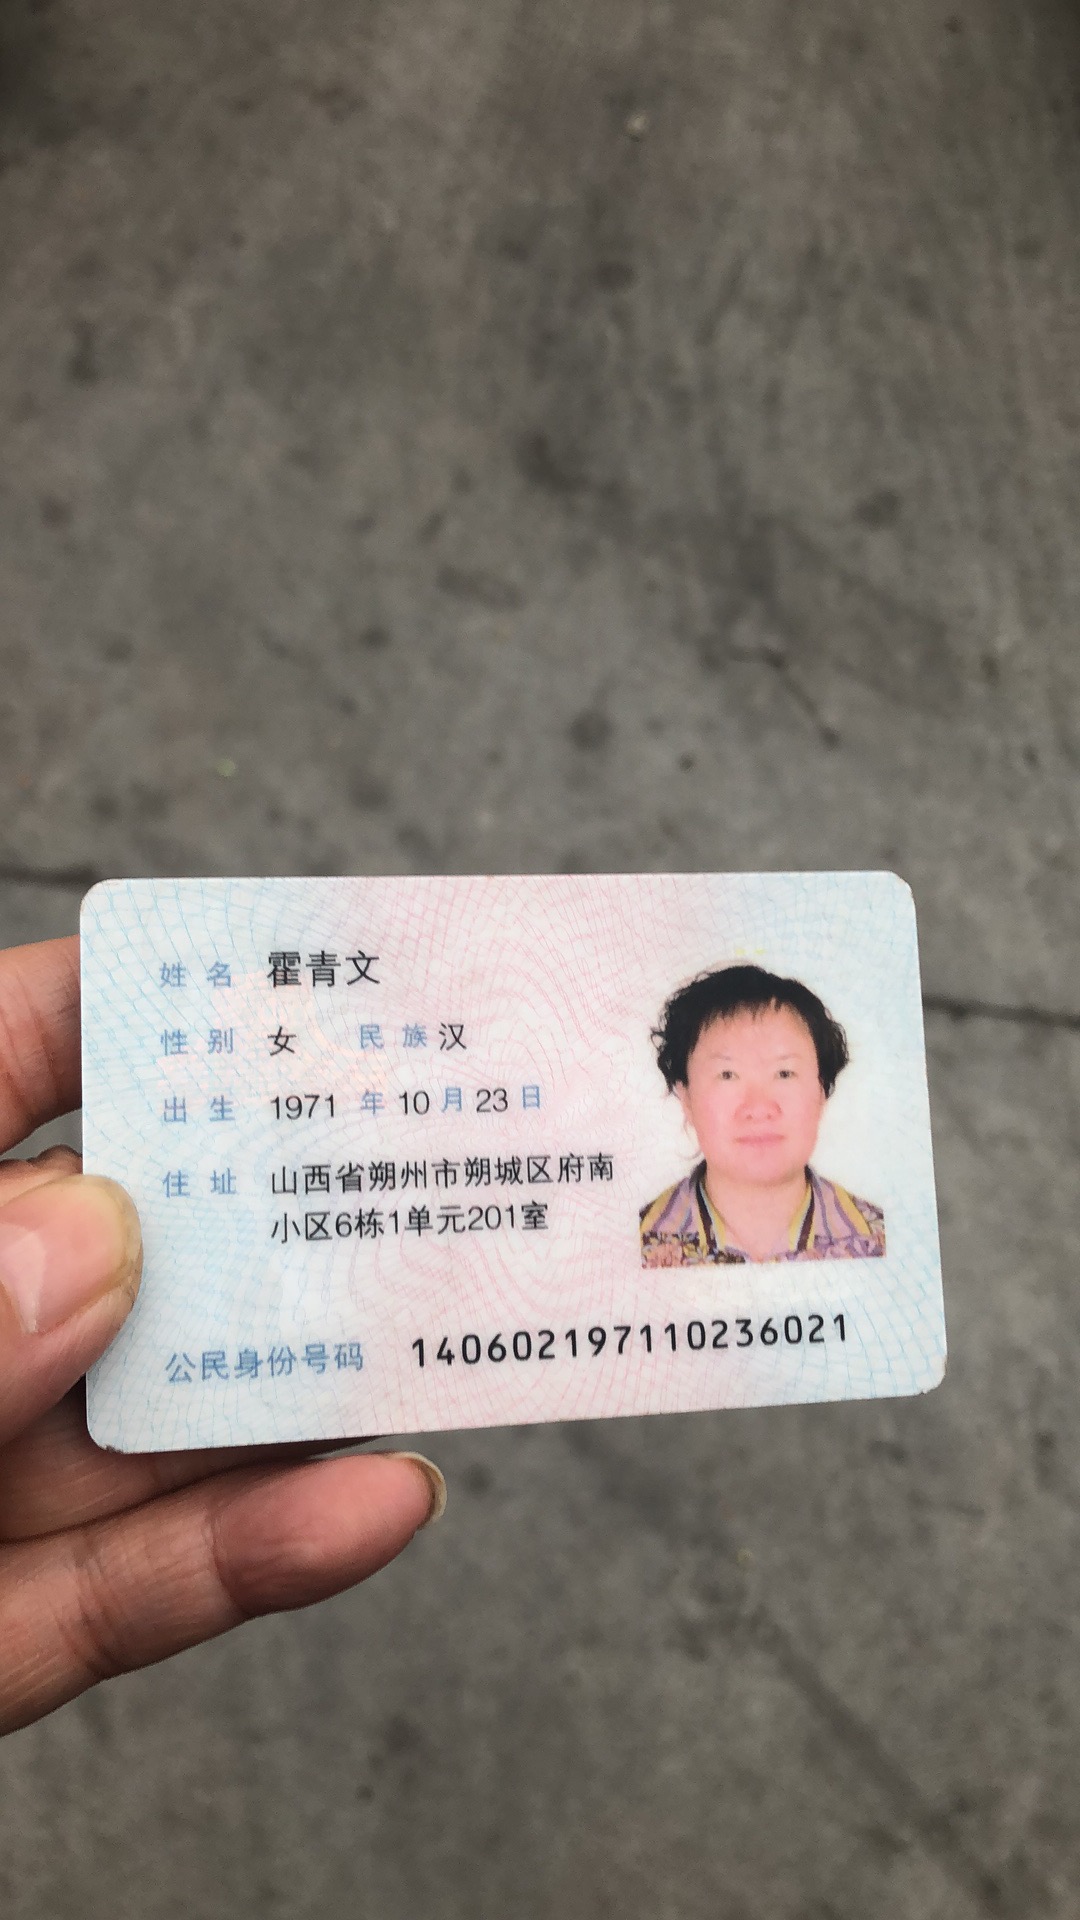 姓名 霍青文
性别 女 民族 汉
出生 1971 年 10 月 23 日
住址 山西省朔州市朔城区府南
小区6栋1单元201室
公民身份号码 140602197110236021